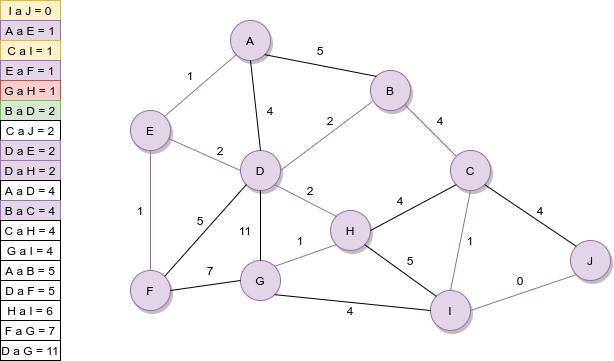 I a J = 0
A a E = 1
C a I = 1
E a F = 1
G a H = 1
B a D = 2
C a J = 2
D a E = 2
D a H = 2
A a D = 4
B a C = 4
C a H = 4
G a I = 4
A a B = 5
D a F = 5
H a I = 6
F a G = 7
D a G = 11
A
5
1
B
4
2
4
E
2
D
C
2
4
4
1
5
11
H
1
1
J
7
5
0
F
G
4
I